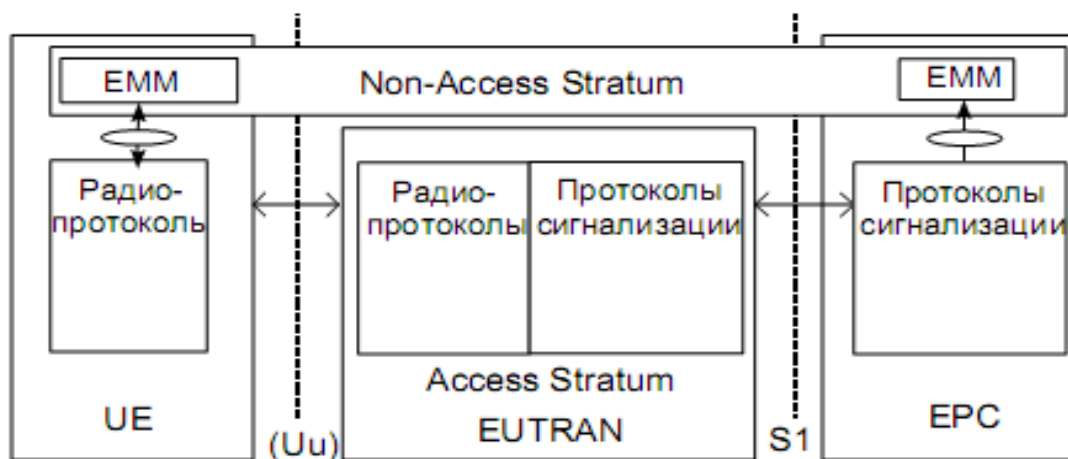 EMM
Non-Access Stratum
EMM
Радио-
протоколь
Радио-
протоколы
Протоколы
сигнализации
Протоколы
сигнализации
Access Stratum
UE
(Uu)
EUTRAN
S1
EPC